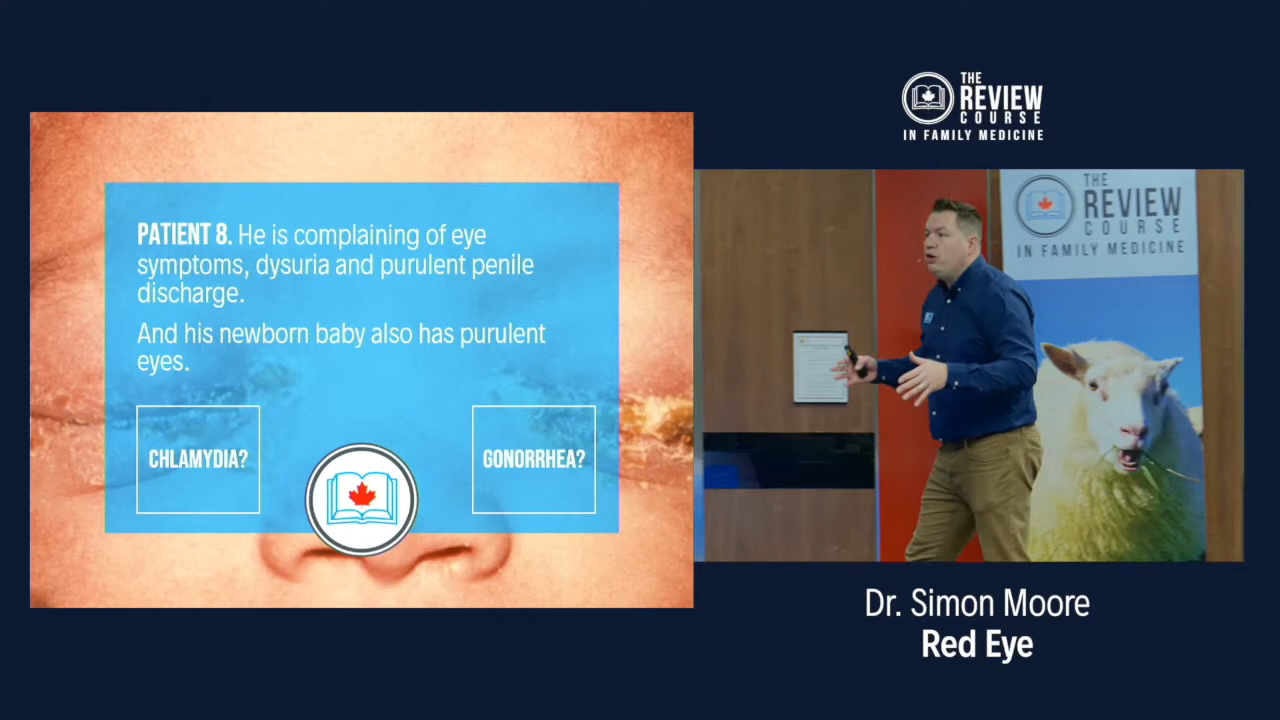 THE
REVIEW
COURSE
IN FAMILY MEDICINE
PATIENT 8. He is complaining of eye
symptoms, dysuria and purulent penile
discharge.
And his newborn baby also has purulent
eyes.
CHLAMYDIA?
GONORRHEA?
THE
REVIEW
COURSE
IN FAMILY MEDICINE
Dr. Simon Moore
Red Eye